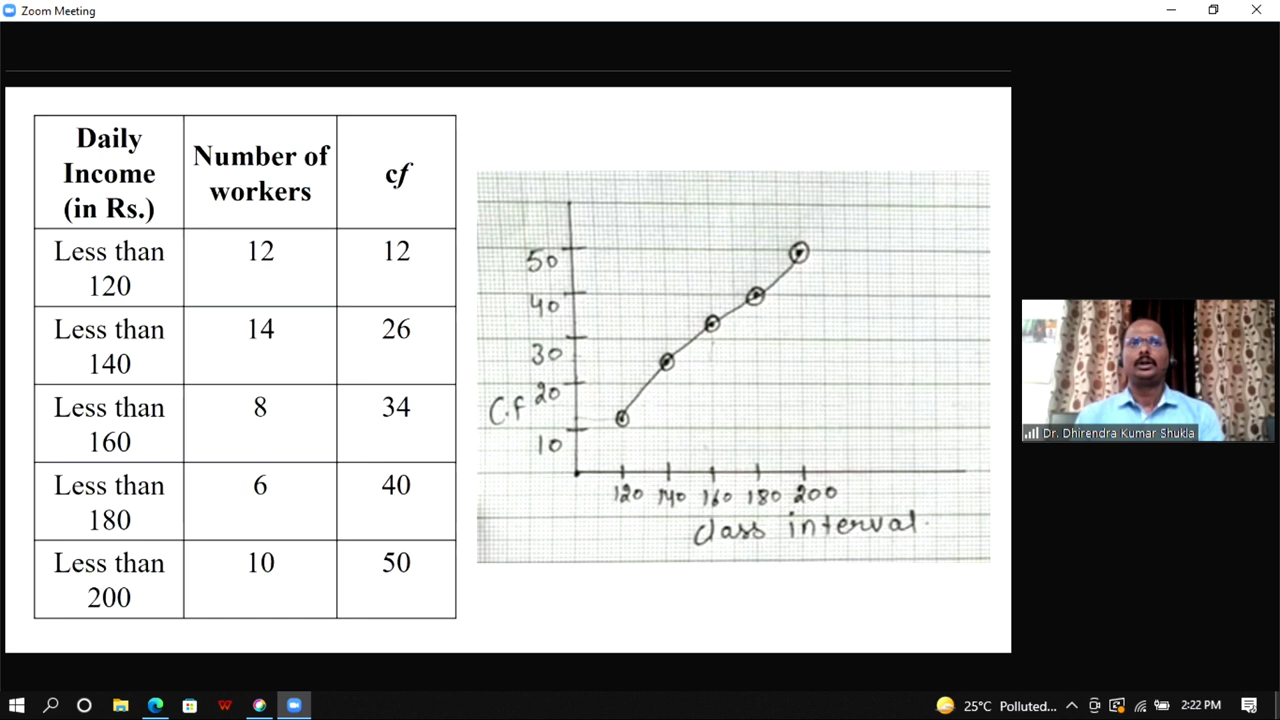 Zoom Meeting
Daily
Income
(in Rs.)
Number of
workers
cf
Less than
120
12
12
Less than
140
14
26
Less than
160
8
34
Less than
180
6
40
Less than
200
10
50
50
40
30
20
C.f
10
120 140 160 180 200
class interval.
Dr. Dhirendra Kumar Shukla
25°C Polluted...
2:22 PM